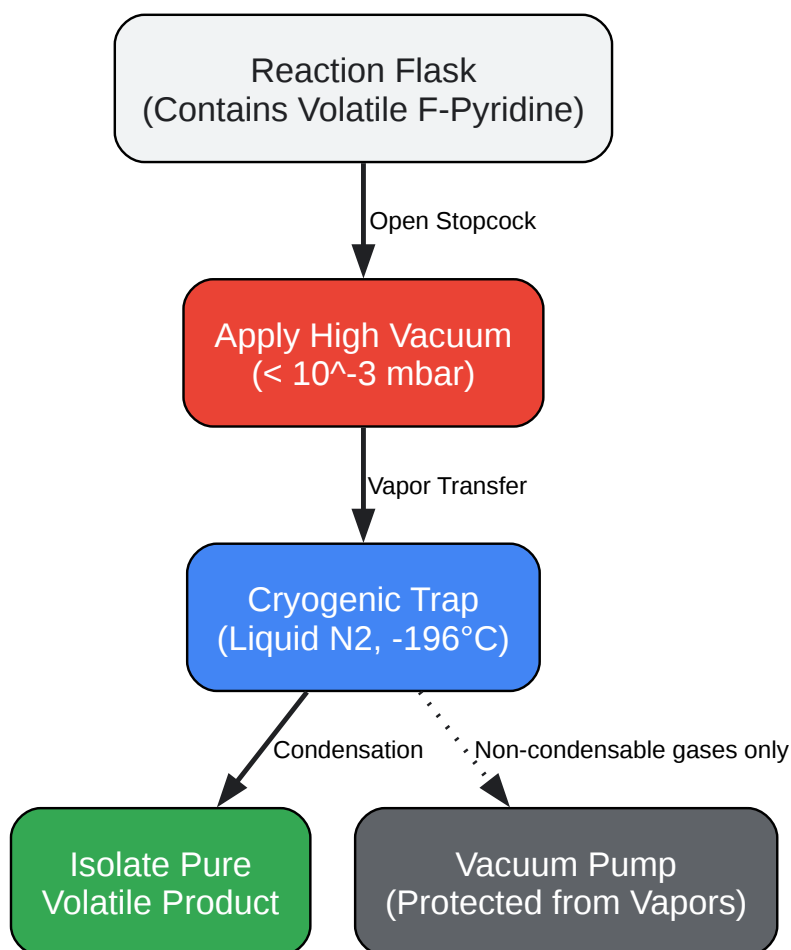 Reaction Flask
(Contains Volatile F-Pyridine)
Open Stopcock
Apply High Vacuum
(< 10^-3 mbar)
Vapor Transfer
Cryogenic Trap
(Liquid N2, -196°C)
Condensation
Non-condensable gases only
Isolate Pure
Volatile Product
Vacuum Pump
(Protected from Vapors)